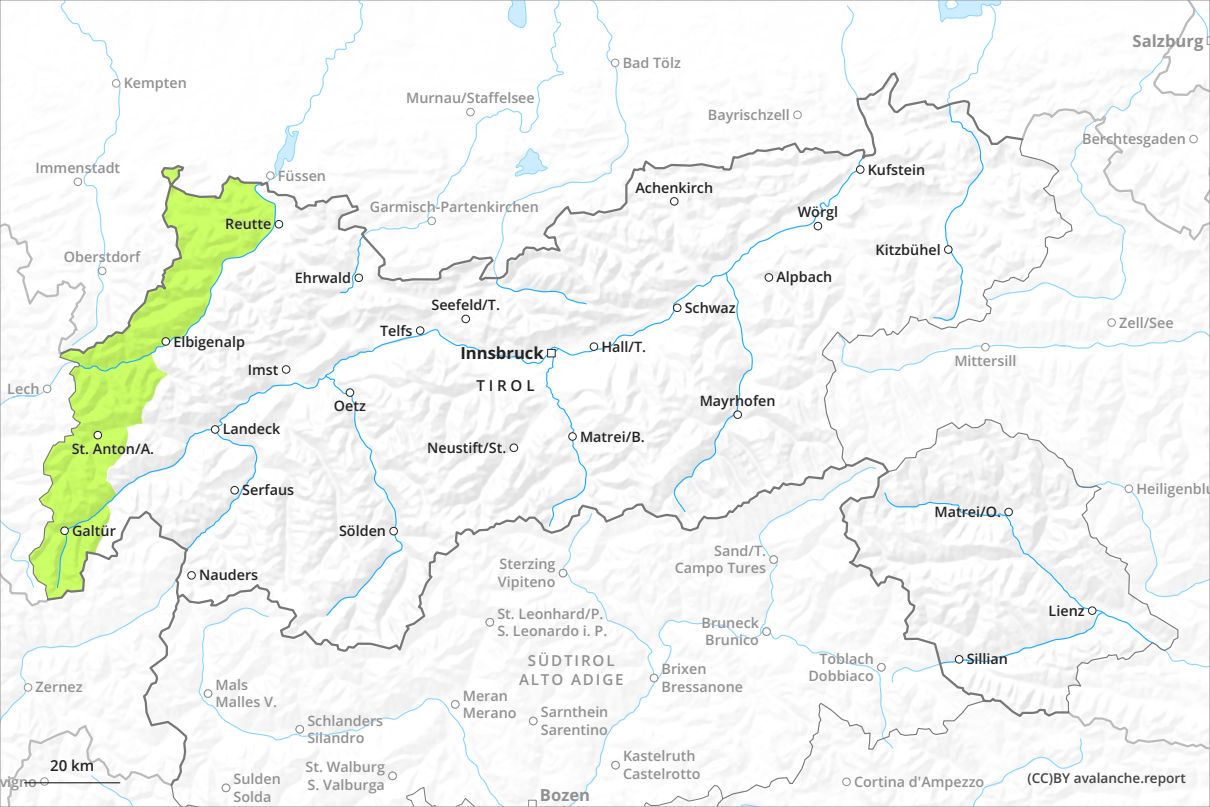 Salzburg
Bad Tölz
Kempten
Murnau/Staffelsee
Bayrischzell
Berchtesgaden
Immenstadt
Füssen
Kufstein
Achenkirch
Garmisch-Partenkirchen
Wörgl
Reutte
Kitzbühel
Oberstdorf
Ehrwald
Alpbach
Seefeld/T.
Schwaz
Telfs
Zell/See
Elbigenalp
Innsbruck
Hall/T.
Mittersill
Imst
TIROL
Lech
Oetz
Mayrhofen
Landeck
Matrei/B.
St. Anton/A.
Neustift/St.
Serfaus
Heiligenblu
Matrei/O.
Galtür
Sölden
Sand/T.
Campo Tures
Sterzing
Vipiteno
Nauders
St. Leonhard/P.
S. Leonardo i. P.
Lienz
Bruneck
Brunico
SÜDTIROL
ALTO ADIGE
Toblach
Dobbiaco
Sillian
Brixen
Bressanone
Zernez
Mals
Malles V.
Meran
Merano
Sarnthein
Sarentino
Schlanders
Silandro
Kastelruth
Castelrotto
20 km
St. Walburg
S. Valburga
vigno
Sulden
Solda
Cortina d'Ampezzo
(CC)BY avalanche.report
Bozen